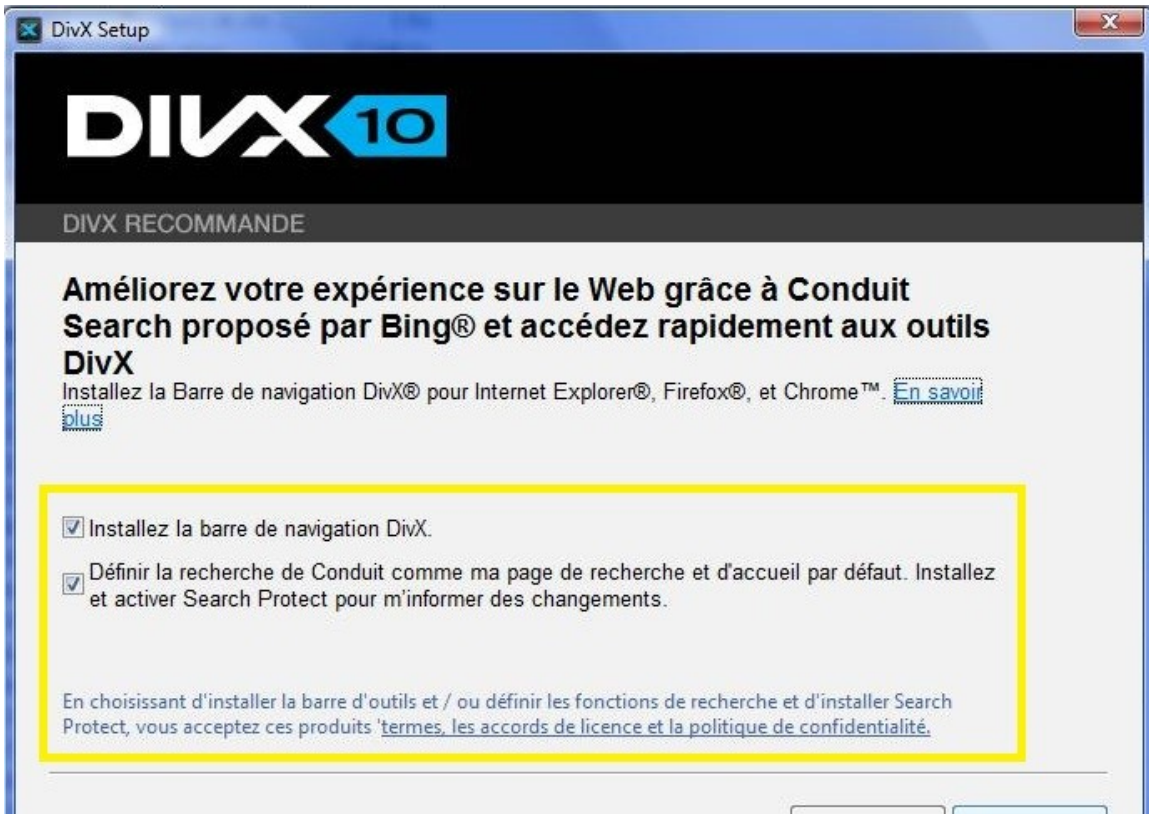 DivX Setup
DIVX 10
DIVX RECOMMANDE
Améliorez votre expérience sur le Web grâce à Conduit
Search proposé par Bing® et accédez rapidement aux outils
DivX
Installez la Barre de navigation DivX® pour Internet Explorer®, Firefox®, et Chrome™. En savoir
plus
Installez la barre de navigation DivX.
Définir la recherche de Conduit comme ma page de recherche et d'accueil par défaut. Installez
et activer Search Protect pour m'informer des changements.
En choisissant d'installer la barre d'outils et / ou définir les fonctions de recherche et d'installer Search
Protect, vous acceptez ces produits 'termes, les accords de licence et la politique de confidentialité.